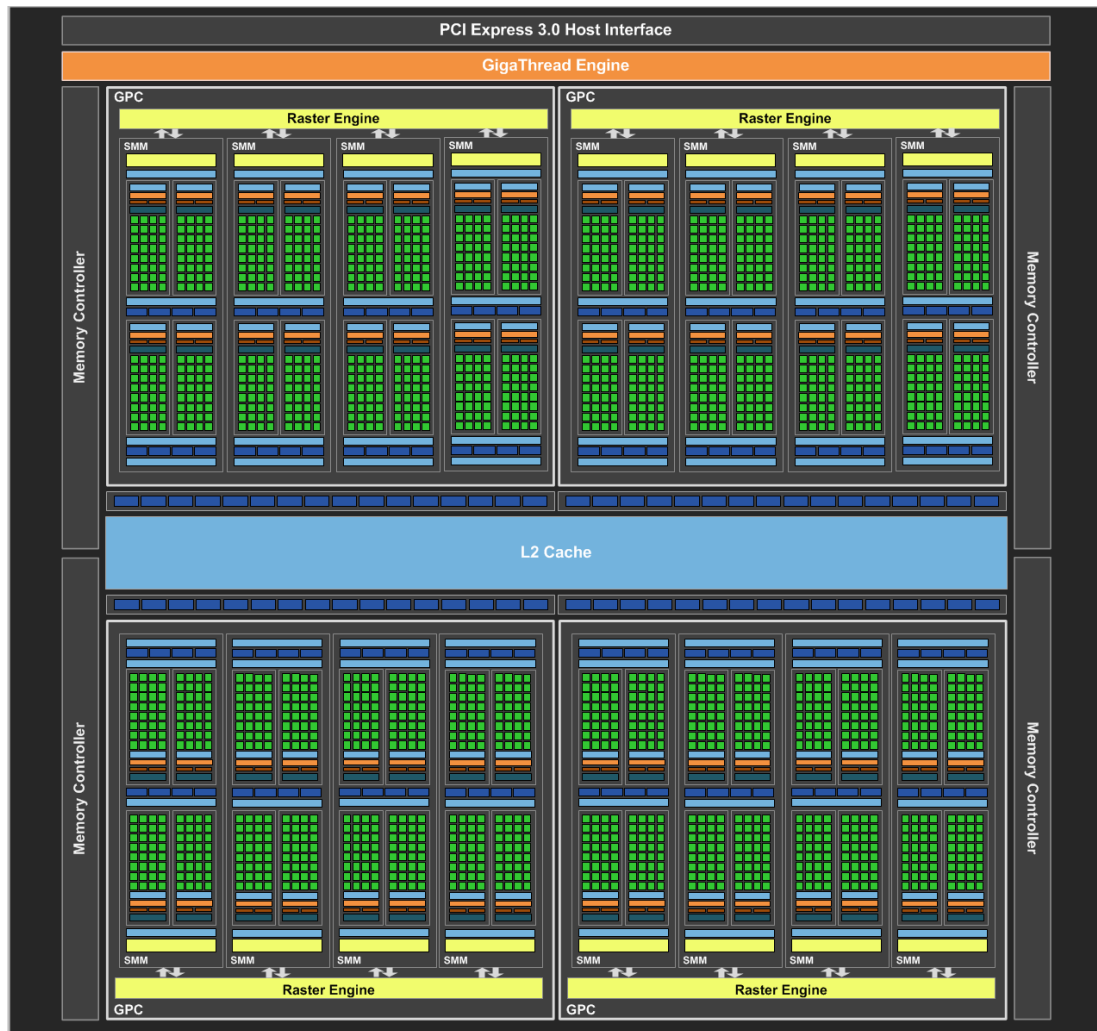 PCI Express 3.0 Host Interface
GigaThread Engine
GPC
GPC
Raster Engine
Raster Engine
SMM
SMM
SMM
SMM
SMM
SMM
SMM
SMM
Memory Controller
Memory Controller
L2 Cache
Memory Controller
Memory Controller
SMM
SMM
SMM
SMM
SMM
SMM
SMM
SMM
Raster Engine
Raster Engine
GPC
GPC